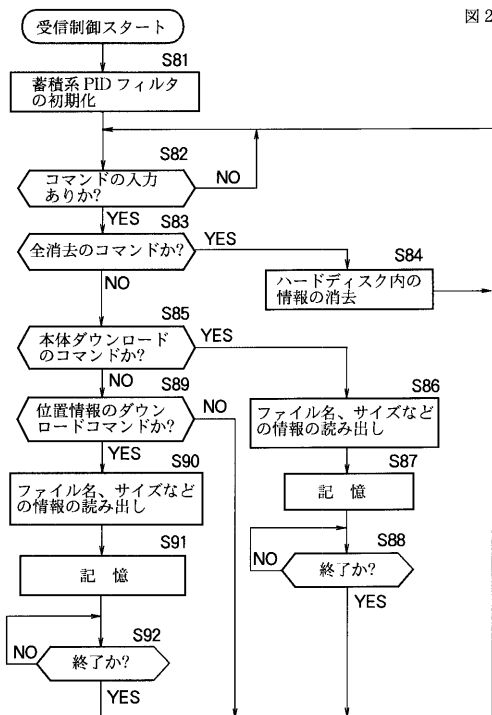 図2
受信制御スタート
S81
蓄積系PIDフィルタ
の初期化
S82
コマンドの入力
ありか?
NO
YES
S83
全消去のコマンドか?
YES
NO
S84
ハードディスク内の
情報の消去
S85
本体ダウンロード
のコマンドか?
YES
NO
S89
位置情報のダウン
ロードコマンドか?
NO
YES
S86
ファイル名、サイズなど
の情報の読み出し
S90
ファイル名、サイズなど
の情報の読み出し
S87
記 憶
S91
記 憶
S88
NO
終了か?
YES
S92
NO
終了か?
YES